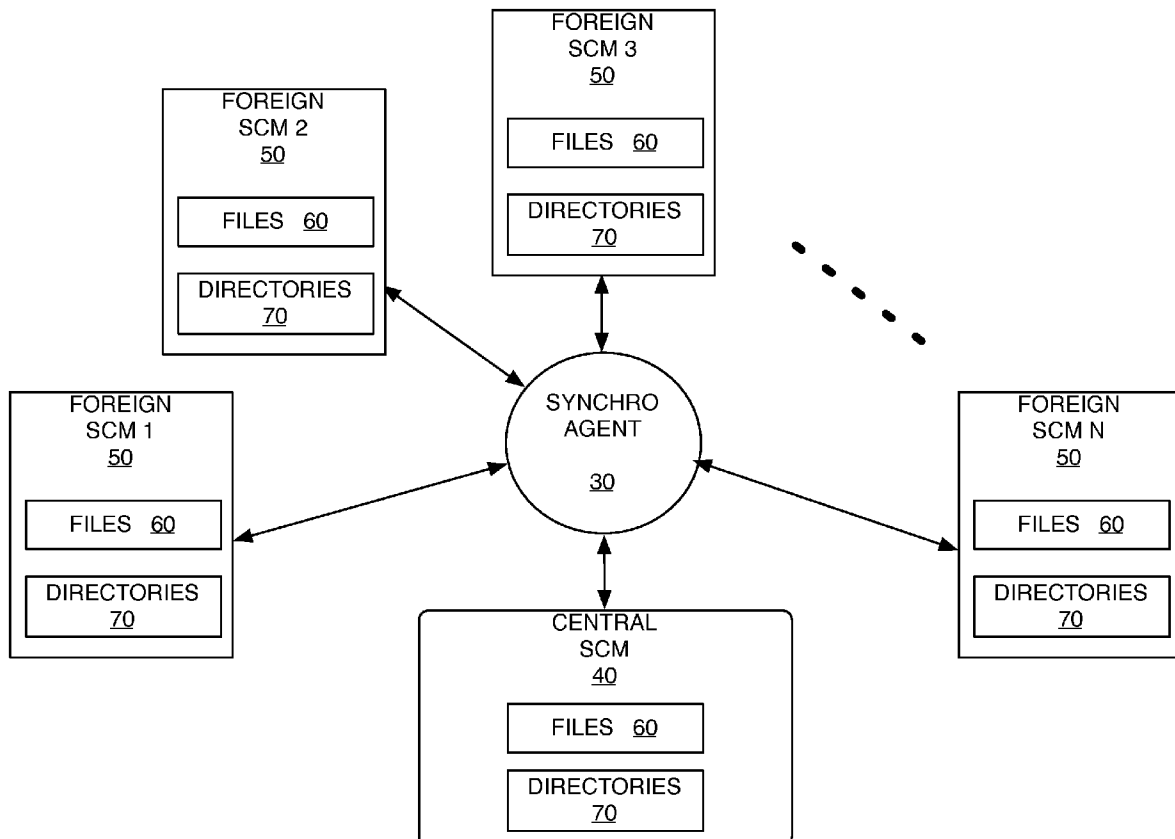 FOREIGN
SCM 3
50
FILES 60
DIRECTORIES
70
FOREIGN
SCM 2
50
FILES 60
DIRECTORIES
70
FOREIGN
SCM 1
50
FILES 60
DIRECTORIES
70
SYNCHRO
AGENT
30
FOREIGN
SCM N
50
FILES 60
DIRECTORIES
70
CENTRAL
SCM
40
FILES 60
DIRECTORIES
70